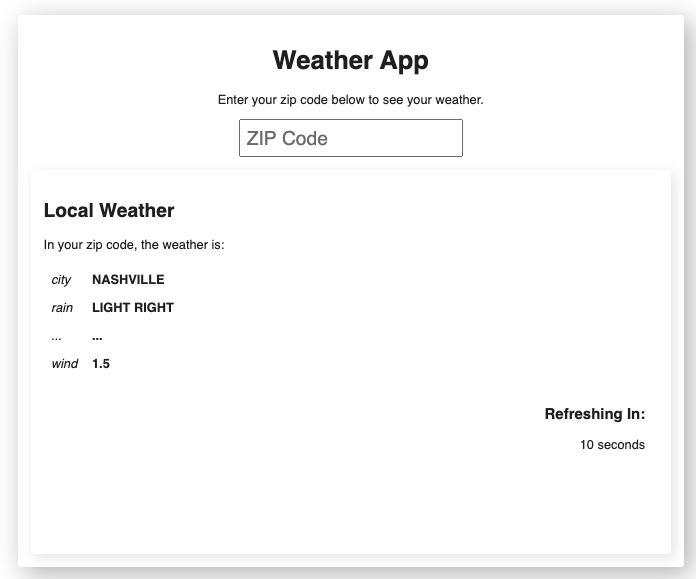 Weather App
Enter your zip code below to see your weather.
ZIP Code
Local Weather
In your zip code, the weather is:
city NASHVILLE
rain LIGHT RIGHT
... ...
wind 1.5
Refreshing In:
10 seconds